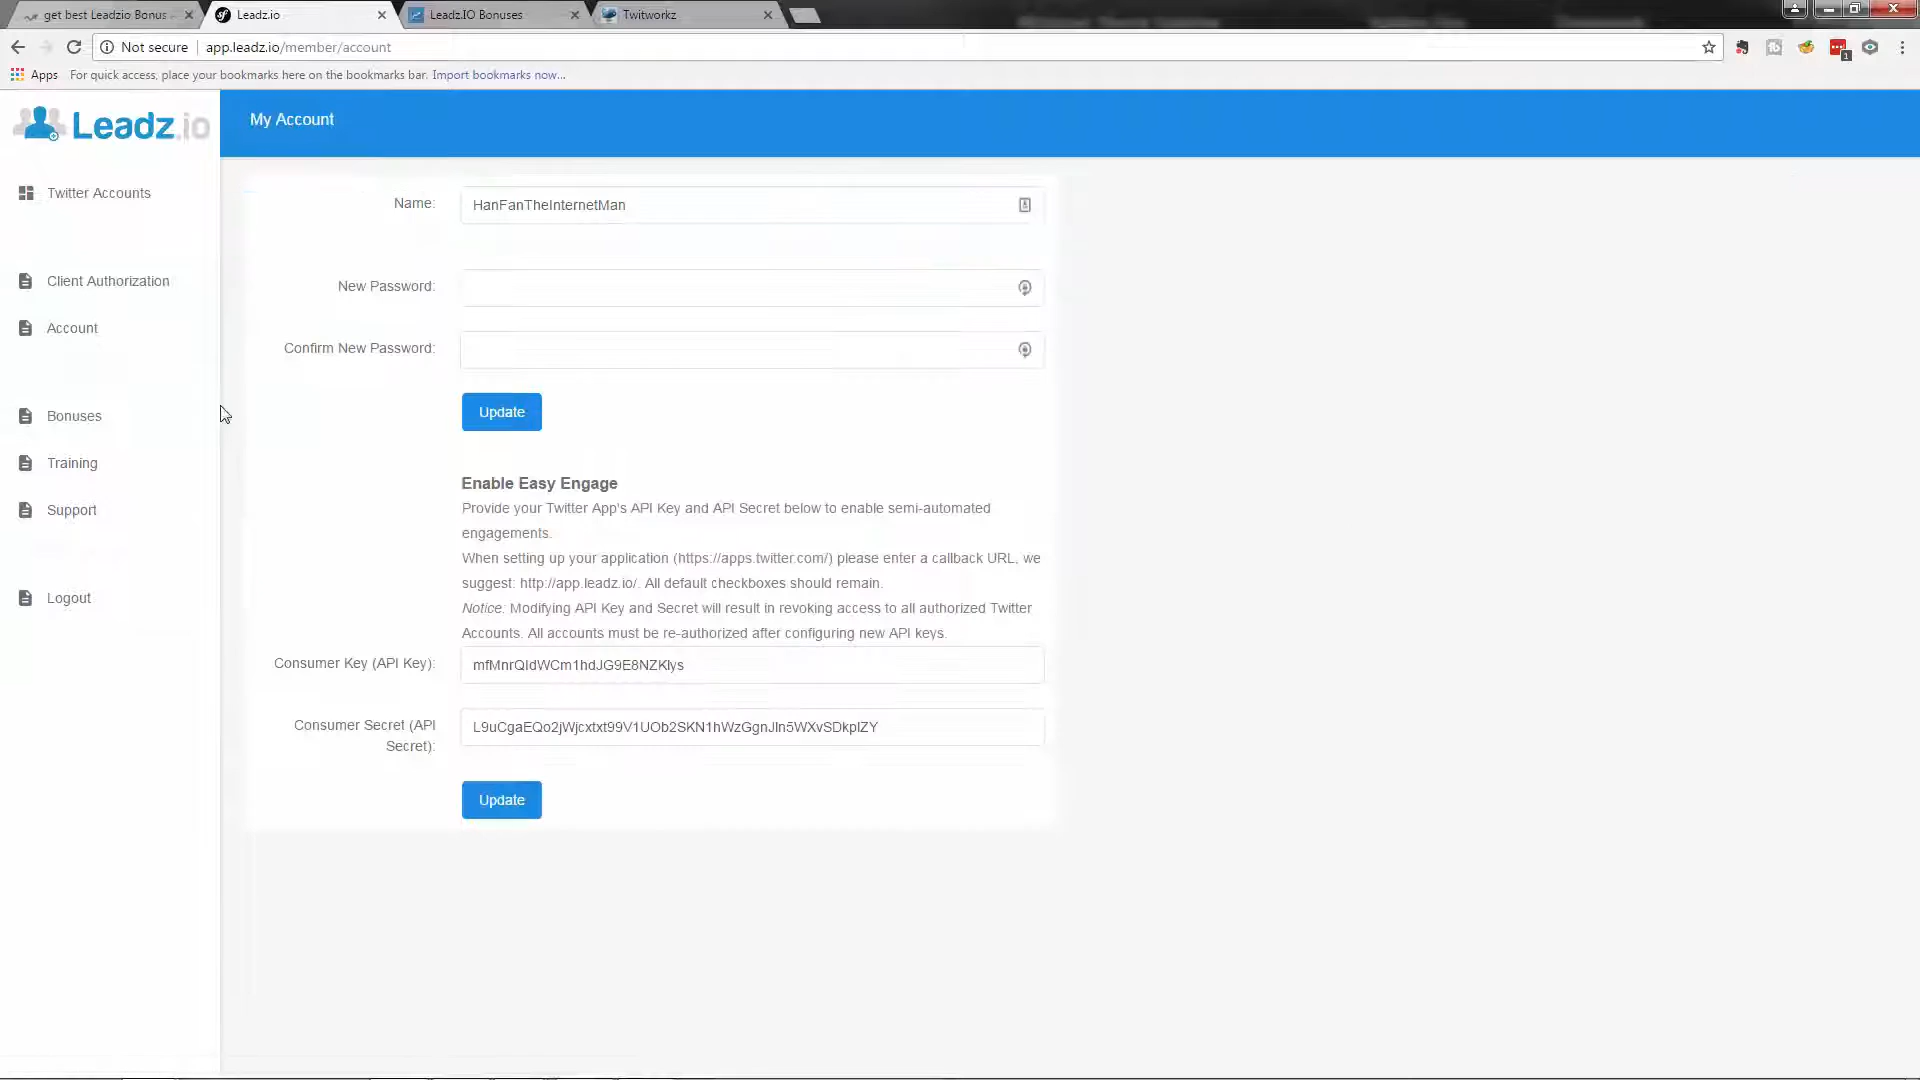 get best Leadzio Bonus
Leadz.io
Leadz.IO Bonuses
Twitworkz
Not secure
app.leadz.io/member/account
1
Apps
For quick access, place your bookmarks here on the bookmarks bar. Import bookmarks now...
Leadz.io
My Account
Twitter Accounts
Client Authorization
Account
Bonuses
Training
Support
Logout
Name:
HanFanTheInternetMan
New Password:
Confirm New Password:
Update
Enable Easy Engage
Provide your Twitter App's API Key and API Secret below to enable semi-automated
engagements.
When setting up your application (https://apps.twitter.com/) please enter a callback URL, we
suggest: http://app.leadz.io/. All default checkboxes should remain.
Notice: Modifying API Key and Secret will result in revoking access to all authorized Twitter
Accounts. All accounts must be re-authorized after configuring new API keys.
Consumer Key (API Key):
Consumer Secret (API
Secret):
Update